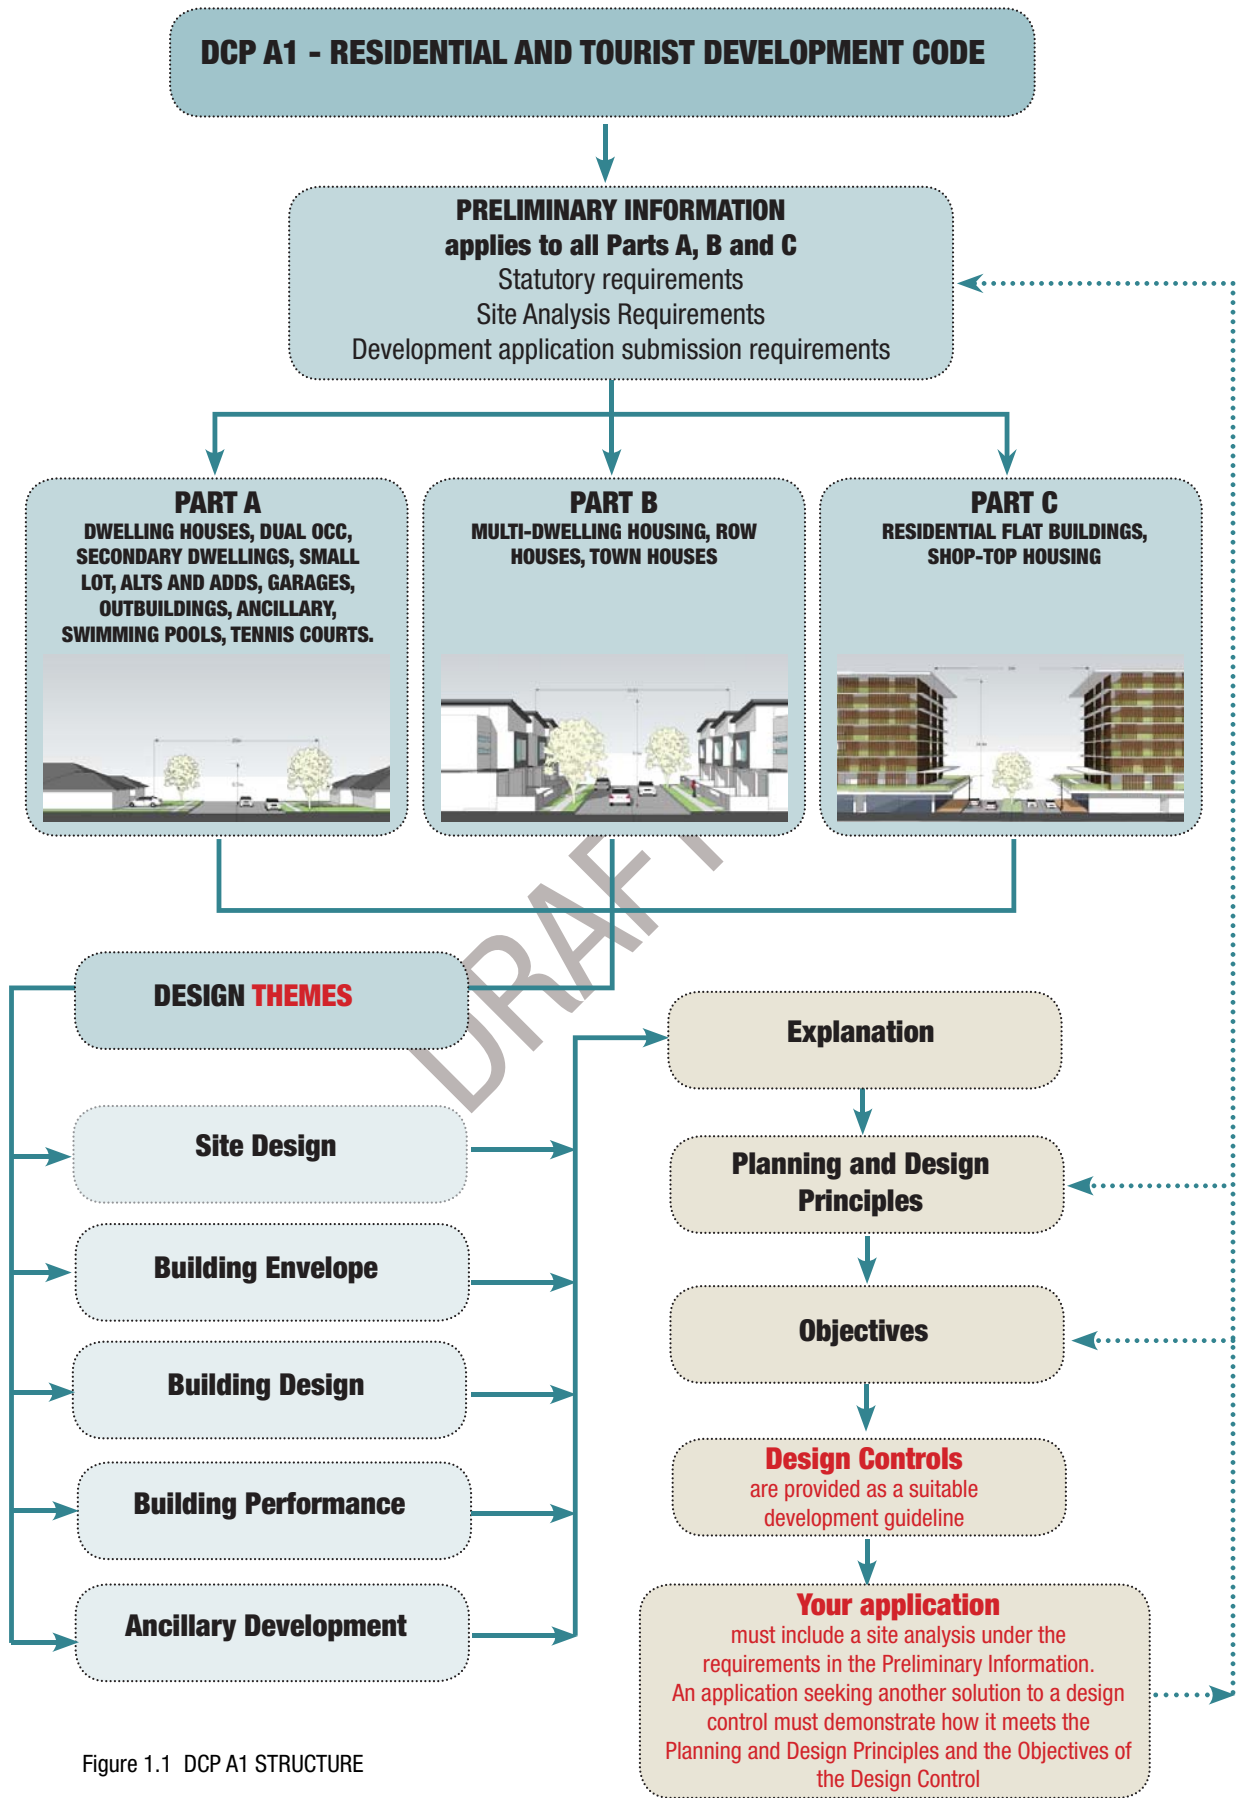 DCP A1 - RESIDENTIAL AND TOURIST DEVELOPMENT CODE
PRELIMINARY INFORMATION
applies to all Parts A, B and C
Statutory requirements
Site Analysis Requirements
Development application submission requirements
PART A
DWELLING HOUSES, DUAL OCC,
SECONDARY DWELLINGS, SMALL
LOT, ALTS AND ADDS, GARAGES,
OUTBUILDINGS, ANCILLARY,
SWIMMING POOLS, TENNIS COURTS.
PART B
MULTI-DWELLING HOUSING, ROW
HOUSES, TOWN HOUSES
PART C
RESIDENTIAL FLAT BUILDINGS,
SHOP-TOP HOUSING
DRAFT
DESIGN THEMES
Site Design
Building Envelope
Building Design
Building Performance
Ancillary Development
Explanation
Planning and Design
Principles
Objectives
Design Controls
are provided as a suitable
development guideline
Your application
must include a site analysis under the
requirements in the Preliminary Information.
An application seeking another solution to a design
control must demonstrate how it meets the
Planning and Design Principles and the Objectives of
the Design Control
Figure 1.1 DCP A1 STRUCTURE